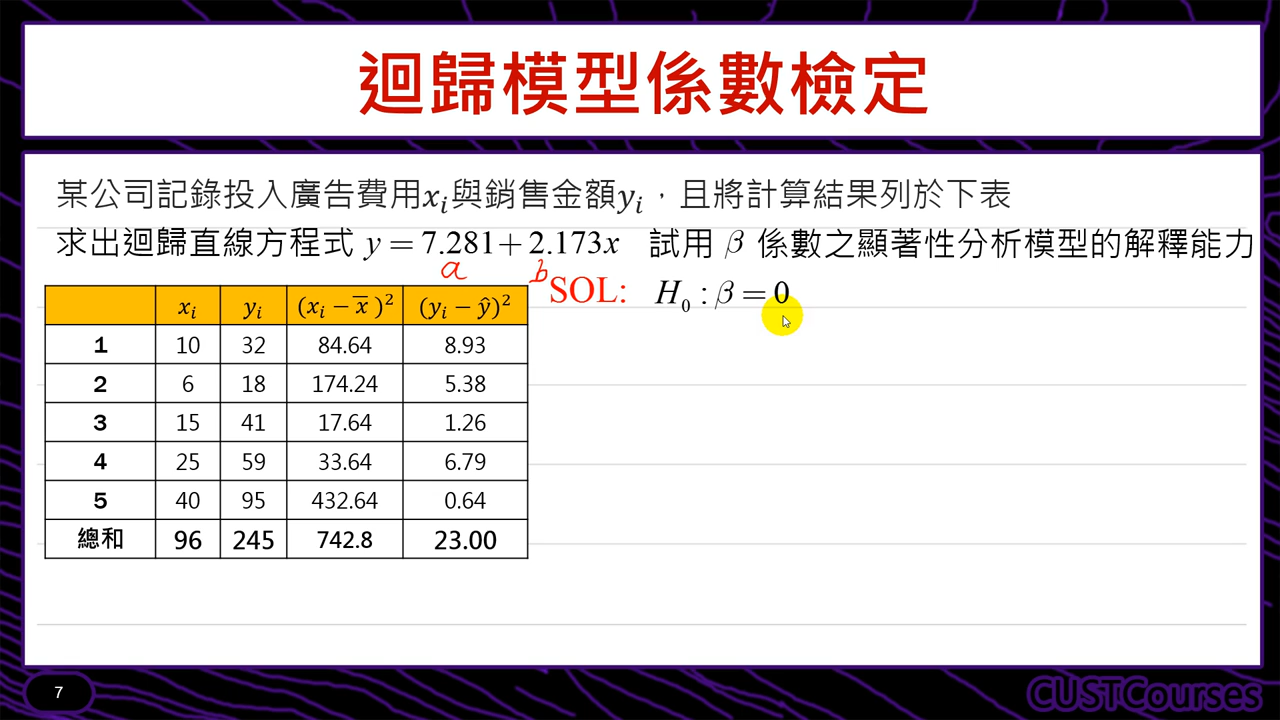 迴歸模型係數檢定
某公司記錄投入廣告費用xᵢ與銷售金額yᵢ，且將計算結果列於下表
求出迴歸直線方程式 y = 7.281 + 2.173x 試用 β 係數之顯著性分析模型的解釋能力
a b
SOL: H₀ : β = 0
xᵢ yᵢ (xᵢ − x̅)² (yᵢ − ŷ)²
1 10 32 84.64 8.93
2 6 18 174.24 5.38
3 15 41 17.64 1.26
4 25 59 33.64 6.79
5 40 95 432.64 0.64
總和 96 245 742.8 23.00
7
CUSTCourses